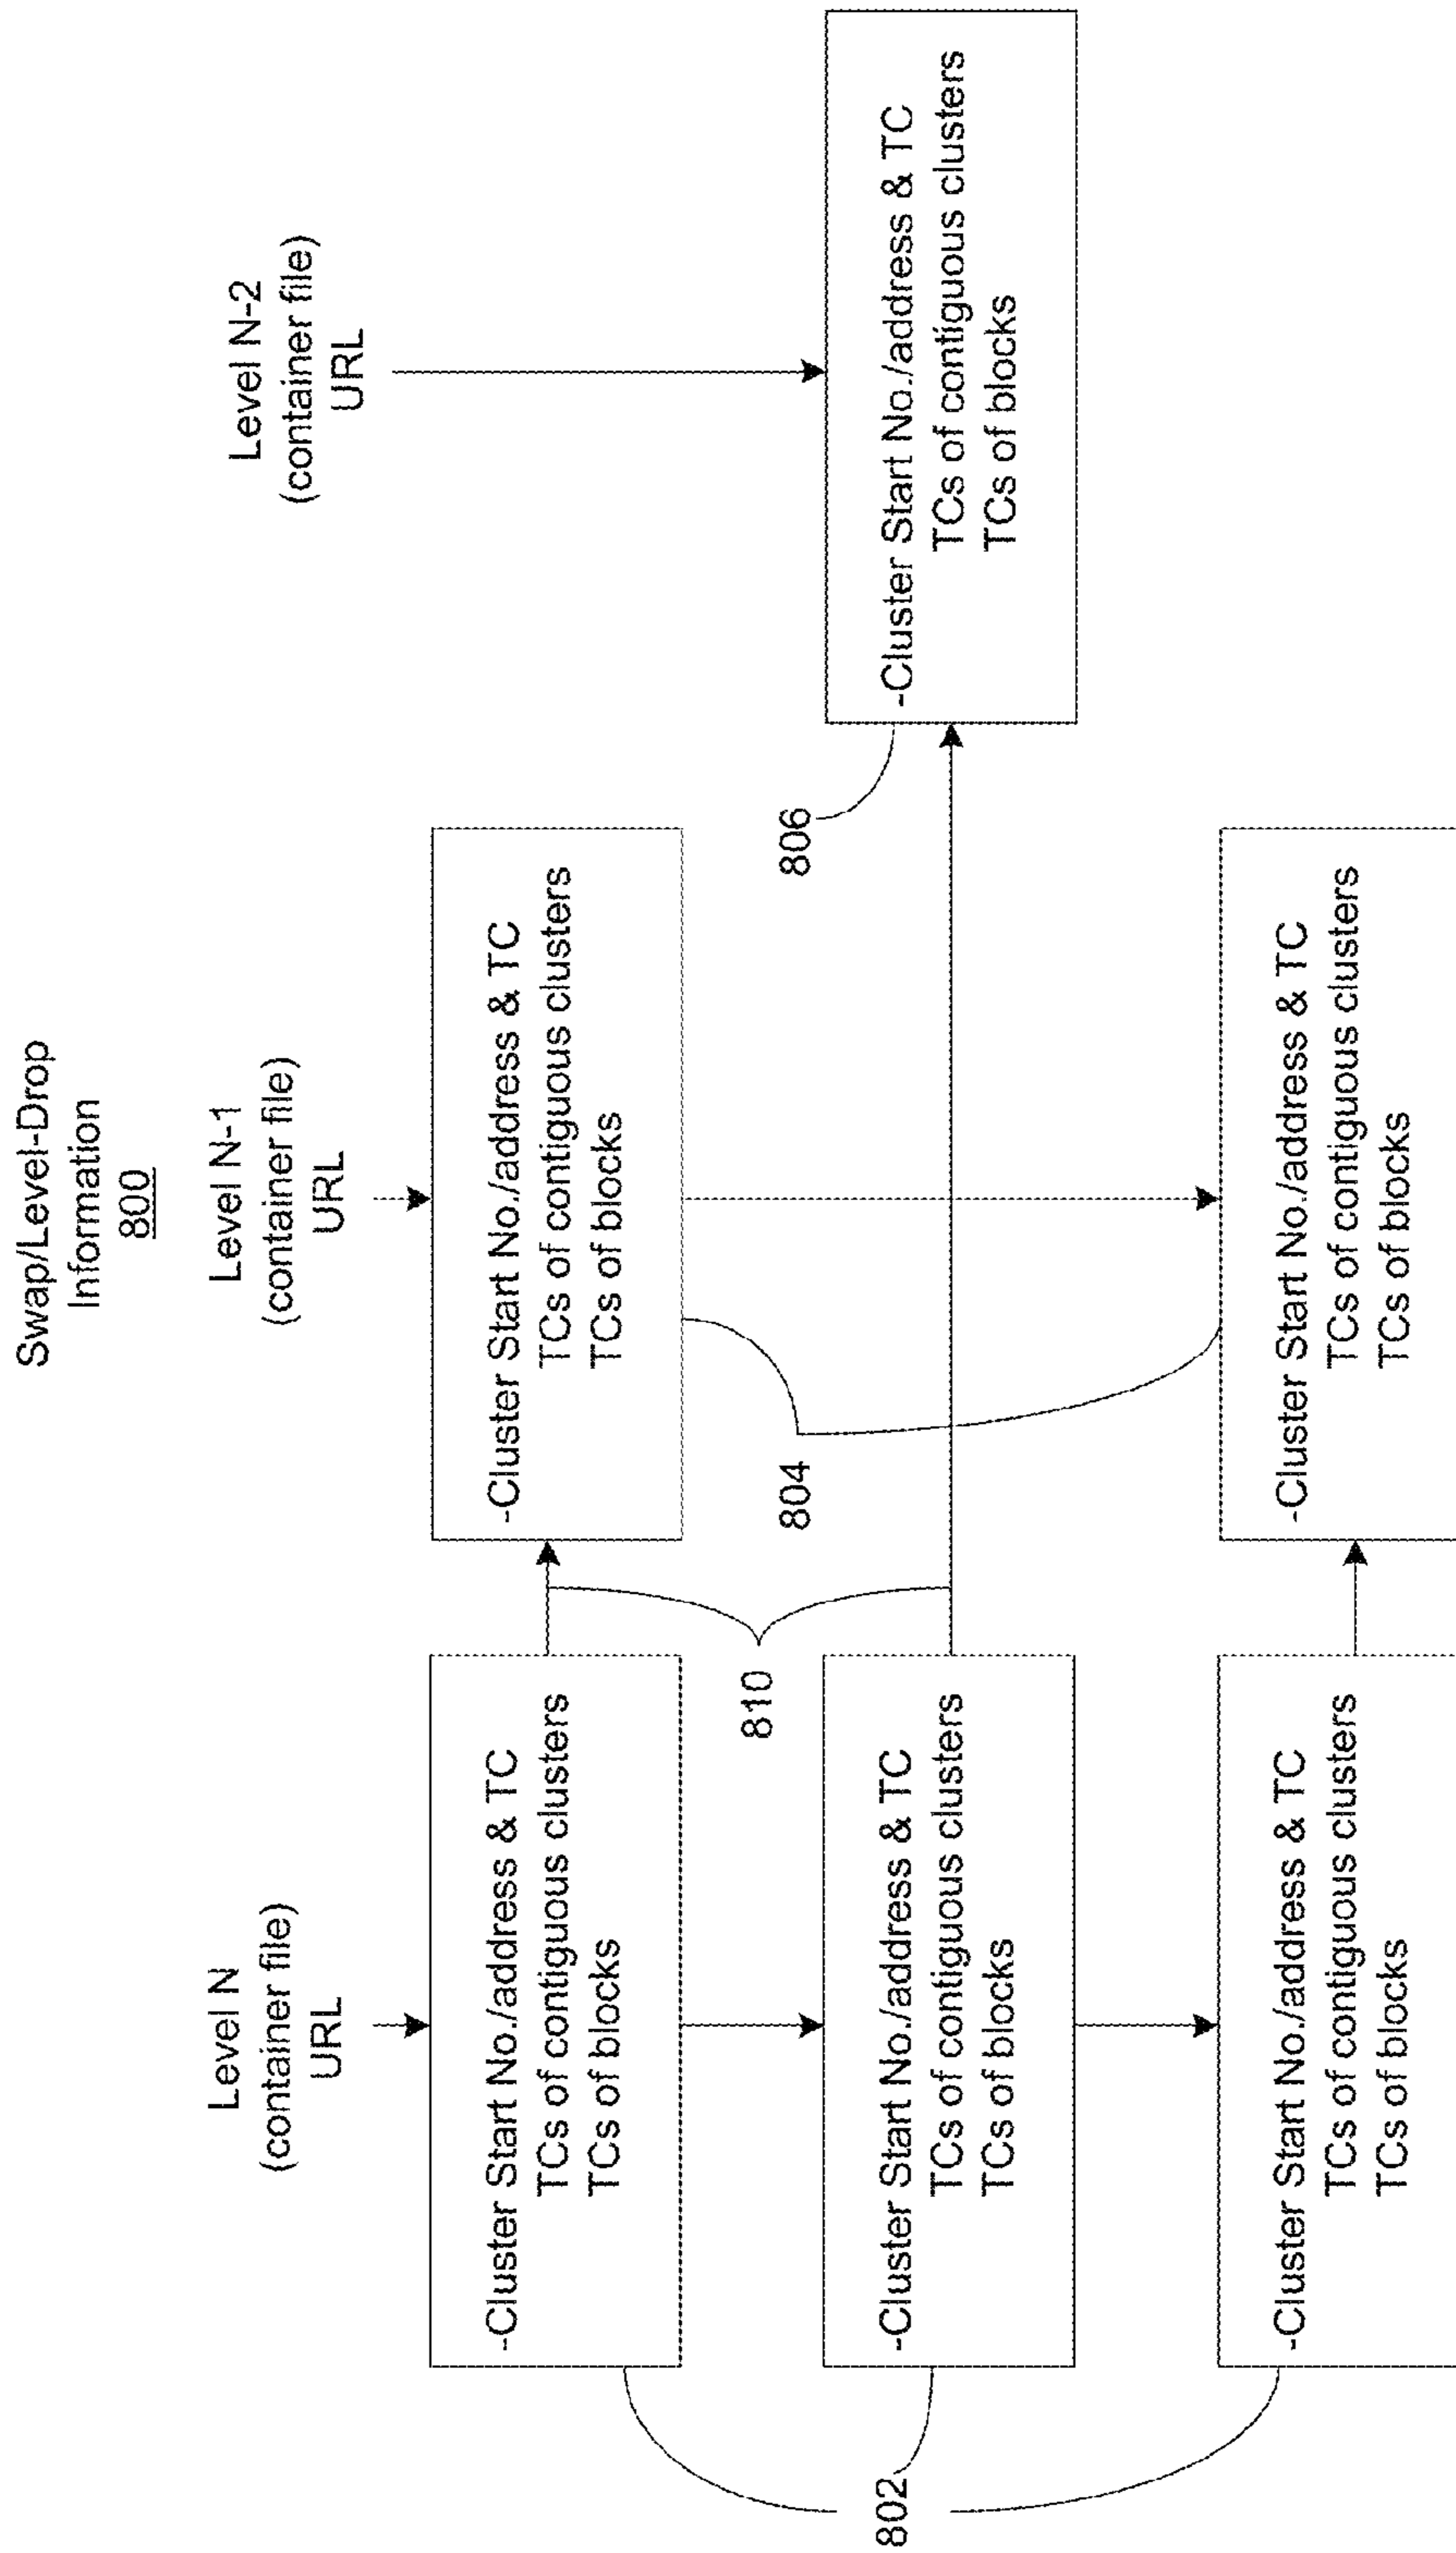 Swap/Level-Drop
Information
800
Level N
(container file)
URL
Level N-1
(container file)
URL
Level N-2
(container file)
URL
-Cluster Start No./address & TC
TCs of contiguous clusters
TCs of blocks
-Cluster Start No./address & TC
TCs of contiguous clusters
TCs of blocks
810
804
806
802
-Cluster Start No./address & TC
TCs of contiguous clusters
TCs of blocks
-Cluster Start No./address & TC
TCs of contiguous clusters
TCs of blocks
-Cluster Start No./address & TC
TCs of contiguous clusters
TCs of blocks
-Cluster Start No./address & TC
TCs of contiguous clusters
TCs of blocks